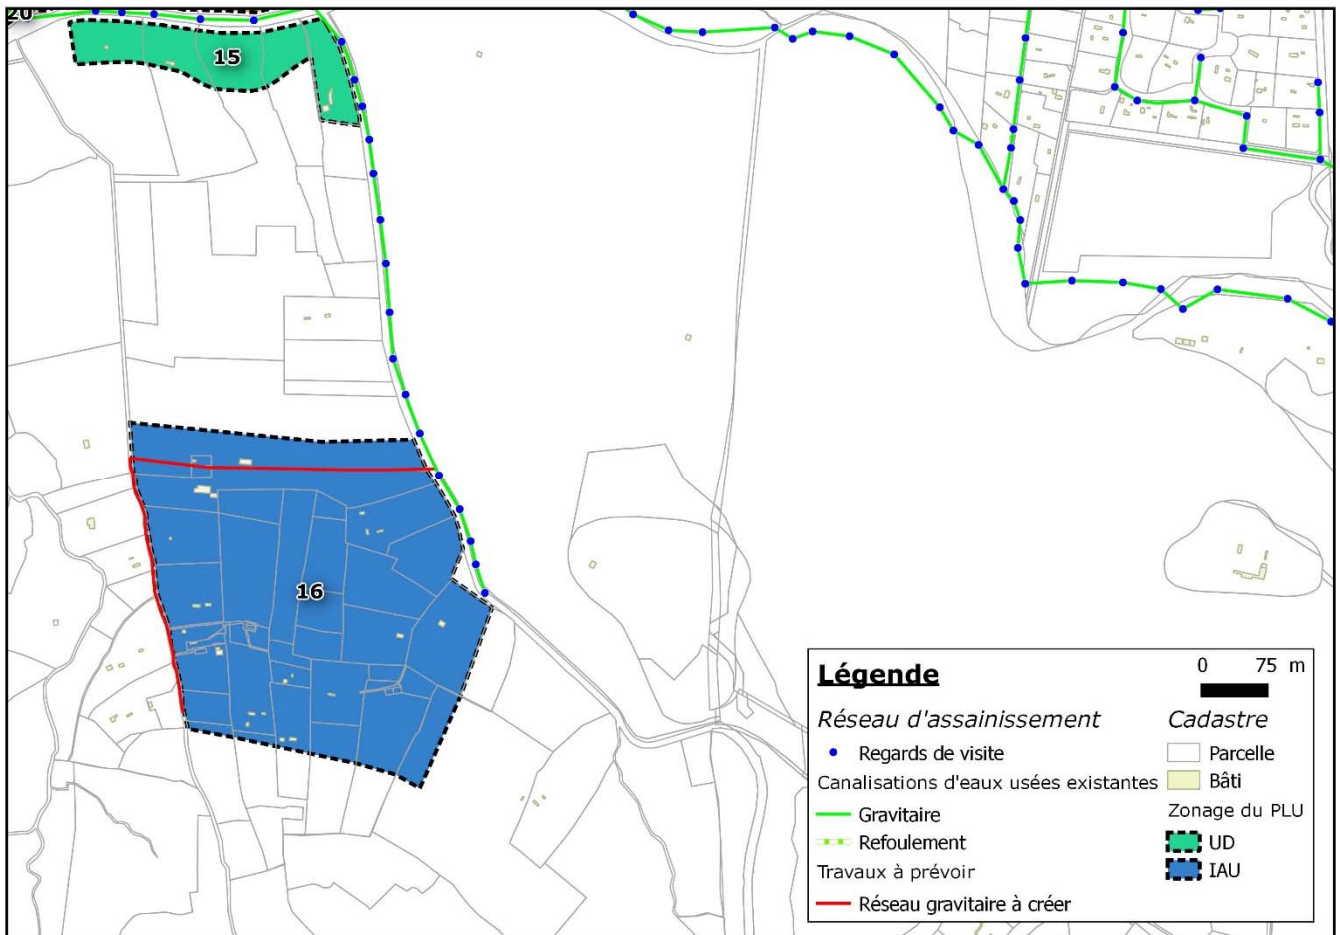 20
15
16
Légende
0 75 m
Réseau d'assainissement
Regards de visite
Canalisations d'eaux usées existantes
Gravitaire
Refoulement
Travaux à prévoir
Réseau gravitaire à créer
Cadastre
Parcelle
Bâti
Zonage du PLU
UD
IAU